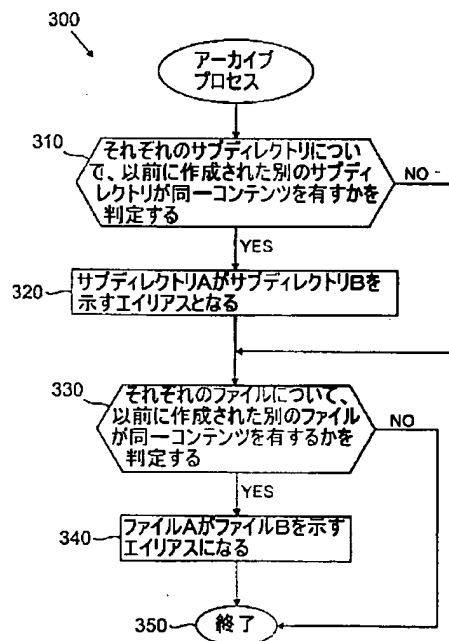 300
アーカイブ
プロセス
310
それぞれのサブディレクトリについ
て、以前に作成された別のサブディ
レクトリが同一コンテンツを有すかを
判定する
NO
YES
320
サブディレクトリAがサブディレクトリBを
示すエイリアスとなる
330
それぞれのファイルについて、
以前に作成された別のファイル
が同一コンテンツを有するかを
判定する
NO
YES
340
ファイルAがファイルBを示す
エイリアスになる
350
終了